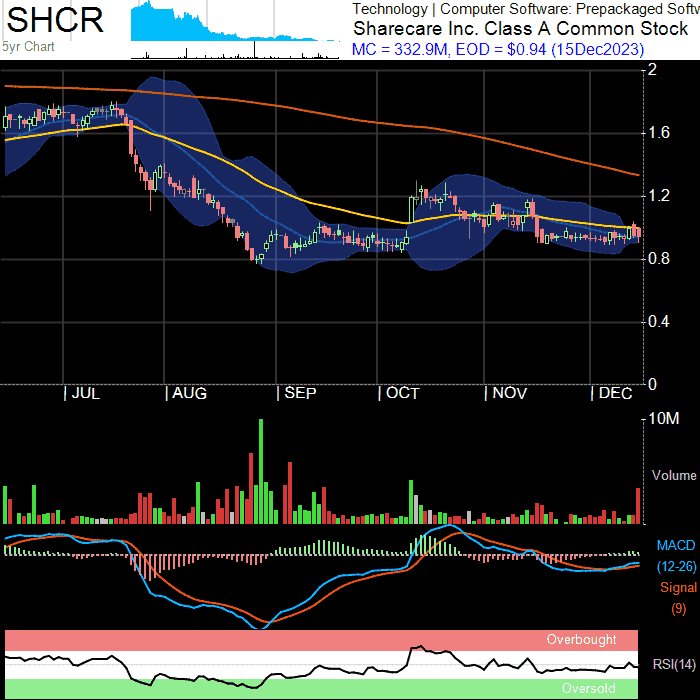 SHCR
5yr Chart
Technology | Computer Software: Prepackaged Softw
Sharecare Inc. Class A Common Stock
MC = 332.9M, EOD = $0.94 (15Dec2023)
2
1.6
1.2
0.8
0.4
0
JUL AUG SEP OCT NOV DEC
10M
Volume
MACD
(12-26)
Signal
(9)
Overbought
RSI(14)
Oversold